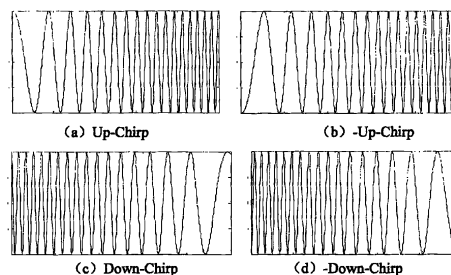 （a）Up-Chirp
（b）-Up-Chirp
（c）Down-Chirp
（d）-Down-Chirp